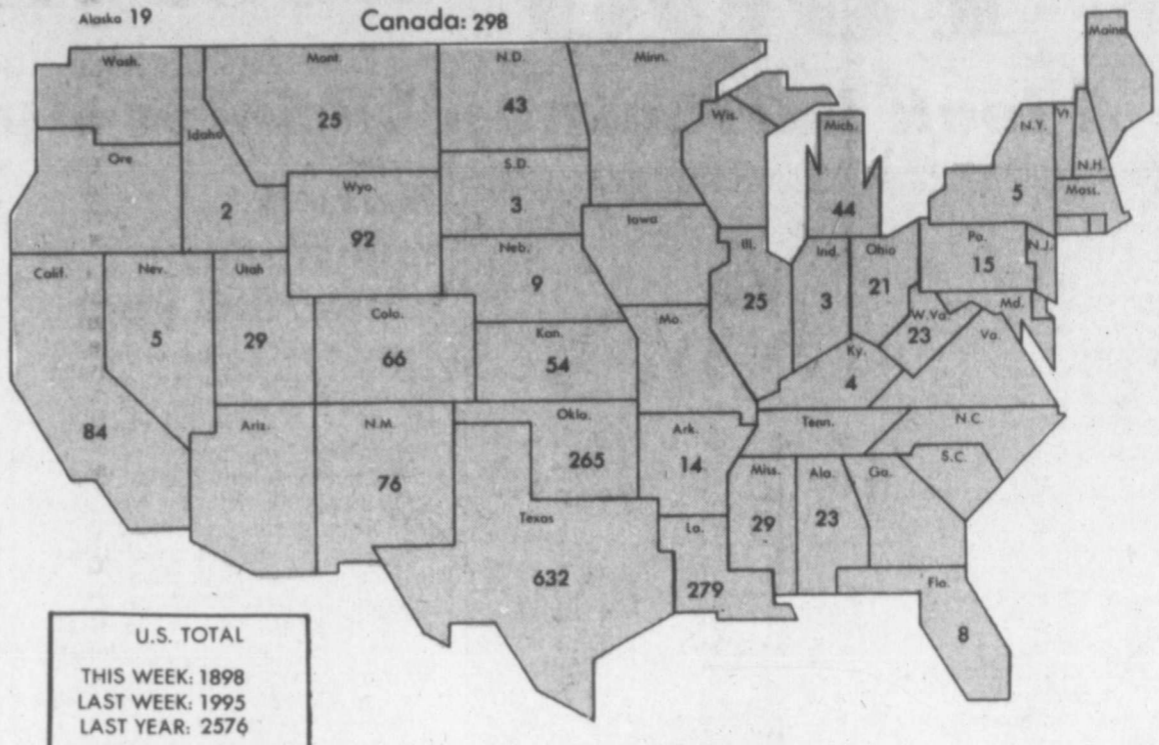 Alaska 19
Canada: 298
Wash.
Mont.
25
N.D.
43
Minn.
Maine
Idaho
2
Ore.
Wyo.
92
S.D.
3
Wis.
Mich.
44
N.Y.
5
Vt.
N.H.
Mass.
Iowa
Calif.
84
Nev.
5
Utah
29
Neb.
9
Ill.
25
Ind.
3
Ohio
21
Pa.
15
N.J.
Colo.
66
Kan.
54
Mo.
W.Va.
23
Md.
Va.
Ky.
4
Ariz.
N.M.
76
Okla.
265
Ark.
14
Tenn.
N.C.
S.C.
Miss.
29
Ala.
23
Ga.
Texas
632
La.
279
Fla.
8
U.S. TOTAL
THIS WEEK: 1898
LAST WEEK: 1995
LAST YEAR: 2576